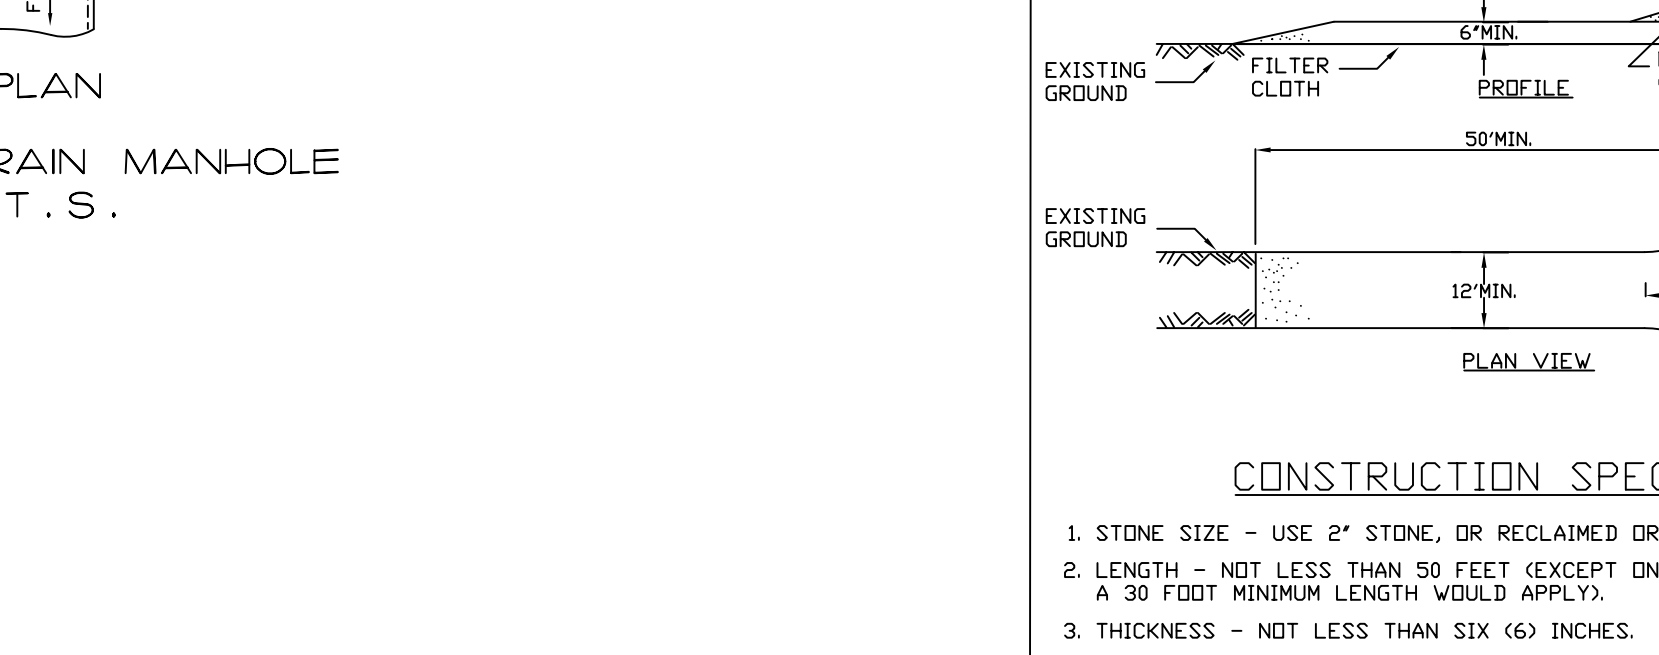 F
PLAN
RAIN MANHOLE
T.S.
6"MIN.
EXISTING
GROUND
FILTER
CLOTH
PROFILE
50'MIN.
EXISTING
GROUND
12'MIN.
PLAN VIEW
CONSTRUCTION SPEC
1. STONE SIZE - USE 2" STONE, OR RECLAIMED OR
2. LENGTH - NOT LESS THAN 50 FEET (EXCEPT ON
A 30 FOOT MINIMUM LENGTH WOULD APPLY).
3. THICKNESS - NOT LESS THAN SIX (6) INCHES.